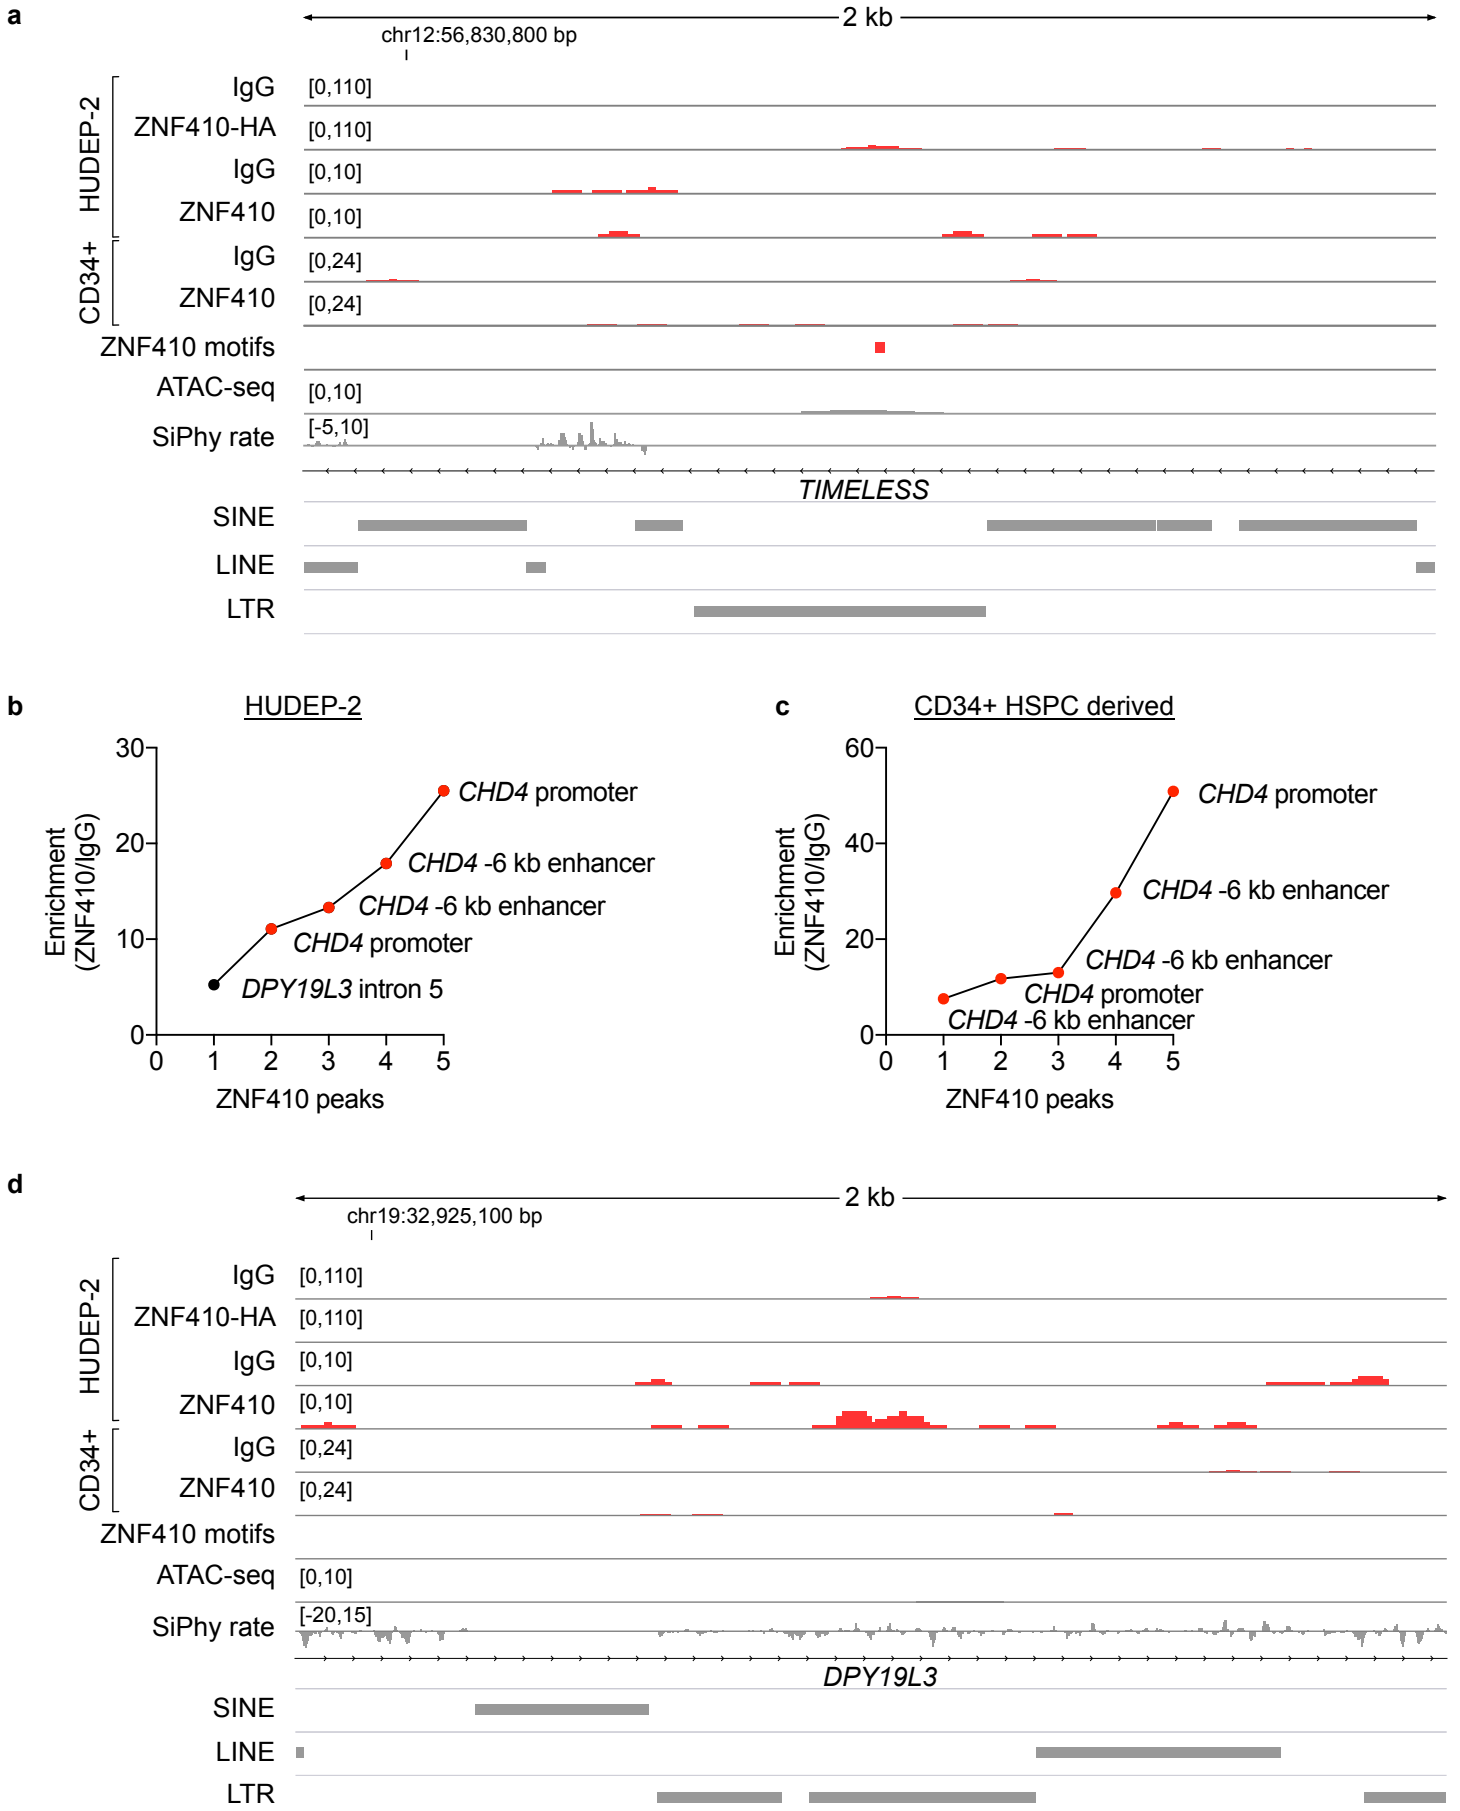 a
2 kb
chr12:56,830,800 bp
HUDEP-2
IgG [0,110]
ZNF410-HA [0,110]
IgG [0,10]
ZNF410 [0,10]
CD34+
IgG [0,24]
ZNF410 [0,24]
ZNF410 motifs
ATAC-seq [0,10]
SiPhy rate [-5,10]
TIMELESS
SINE
LINE
LTR
b
HUDEP-2
Enrichment
(ZNF410/IgG)
30
20
10
0
CHD4 promoter
CHD4 -6 kb enhancer
CHD4 -6 kb enhancer
CHD4 promoter
DPY19L3 intron 5
0 1 2 3 4 5
ZNF410 peaks
c
CD34+ HSPC derived
Enrichment
(ZNF410/IgG)
60
40
20
0
CHD4 promoter
CHD4 -6 kb enhancer
CHD4 -6 kb enhancer
CHD4 promoter
CHD4 -6 kb enhancer
0 1 2 3 4 5
ZNF410 peaks
d
2 kb
chr19:32,925,100 bp
HUDEP-2
IgG [0,110]
ZNF410-HA [0,110]
IgG [0,10]
ZNF410 [0,10]
CD34+
IgG [0,24]
ZNF410 [0,24]
ZNF410 motifs
ATAC-seq [0,10]
SiPhy rate [-20,15]
DPY19L3
SINE
LINE
LTR